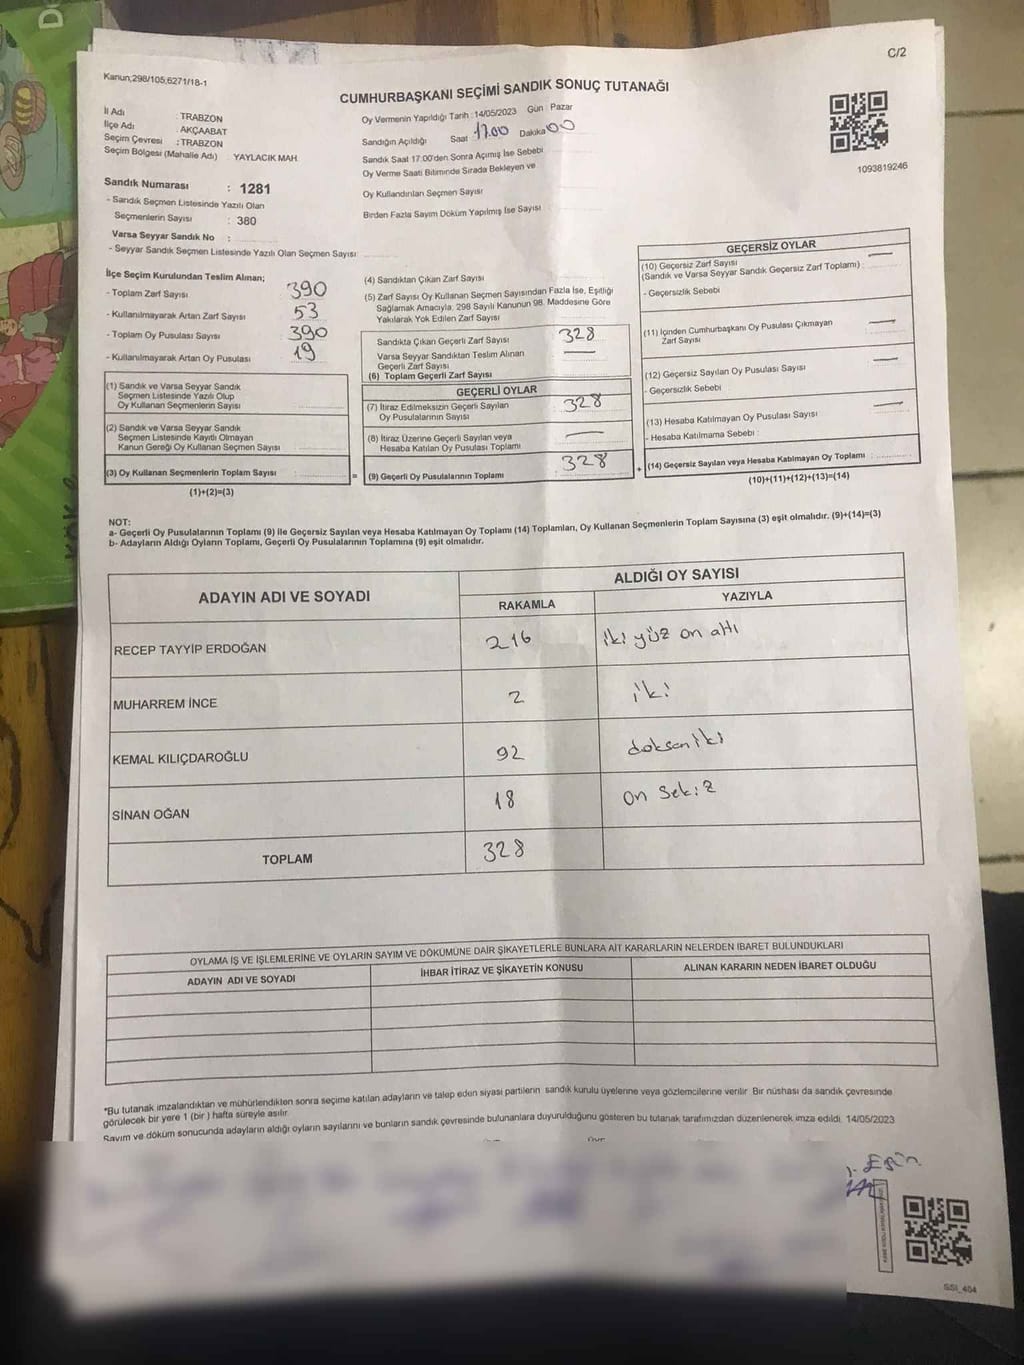 C/2
Kanun;298/105;6271/18-1
CUMHURBAŞKANI SEÇİMİ SANDIK SONUÇ TUTANAĞI
İl Adı : TRABZON
İlçe Adı : AKÇAABAT
Seçim Çevresi : TRABZON
Seçim Bölgesi (Mahalle Adı) : YAYLACIK MAH.
Sandık Numarası : 1281
- Sandık Seçmen Listesinde Yazılı Olan
Seçmenlerin Sayısı : 380
Varsa Seyyar Sandık No :
- Seyyar Sandık Seçmen Listesinde Yazılı Olan Seçmen Sayısı
Oy Vermenin Yapıldığı Tarih : 14/05/2023 Gün : Pazar
Sandığın Açıldığı Saat 17.00 Dakika 00
Sandık Saat 17:00'den Sonra Açımış İse Sebebi
Oy Verme Saati Bitiminde Sırada Bekleyen ve
Oy Kullandırılan Seçmen Sayısı
Birden Fazla Sayım Döküm Yapılmış İse Sayısı
1093819246
İlçe Seçim Kurulundan Teslim Alınan;
- Toplam Zarf Sayısı 390
- Kullanılmayarak Artan Zarf Sayısı 53
- Toplam Oy Pusulası Sayısı 390
- Kullanılmayarak Artan Oy Pusulası 19
(1) Sandık ve Varsa Seyyar Sandık
Seçmen Listesinde Yazılı Olup
Oy Kullanan Seçmenlerin Sayısı
(2) Sandık ve Varsa Seyyar Sandık
Seçmen Listesinde Kayıtlı Olmayan
Kanun Gereği Oy Kullanan Seçmen Sayısı
(3) Oy Kullanan Seçmenlerin Toplam Sayısı :
(1)+(2)=(3)
(4) Sandıktan Çıkan Zarf Sayısı
(5) Zarf Sayısı Oy Kullanan Seçmen Sayısından Fazla İse, Eşitliği
Sağlamak Amacıyla, 298 Sayılı Kanunun 98. Maddesine Göre
Yakılarak Yok Edilen Zarf Sayısı
Sandıkta Çıkan Geçerli Zarf Sayısı 328
Varsa Seyyar Sandıktan Teslim Alınan
Geçerli Zarf Sayısı —
(6) Toplam Geçerli Zarf Sayısı
GEÇERLİ OYLAR
(7) İtiraz Edilmeksizin Geçerli Sayılan
Oy Pusulalarının Sayısı 328
(8) İtiraz Üzerine Geçerli Sayılan veya
Hesaba Katılan Oy Pusulası Toplamı —
= (9) Geçerli Oy Pusulalarının Toplamı 328
GEÇERSİZ OYLAR
(10) Geçersiz Zarf Sayısı —
(Sandık ve Varsa Seyyar Sandık Geçersiz Zarf Toplamı) :
- Geçersizlik Sebebi
(11) İçinden Cumhurbaşkanı Oy Pusulası Çıkmayan —
Zarf Sayısı
(12) Geçersiz Sayılan Oy Pusulası Sayısı —
- Geçersizlik Sebebi
(13) Hesaba Katılmayan Oy Pusulası Sayısı —
- Hesaba Katılmama Sebebi :
+ (14) Geçersiz Sayılan veya Hesaba Katılmayan Oy Toplamı :
(10)+(11)+(12)+(13)=(14)
NOT:
a- Geçerli Oy Pusulalarının Toplamı (9) ile Geçersiz Sayılan veya Hesaba Katılmayan Oy Toplamı (14) Toplamları, Oy Kullanan Seçmenlerin Toplam Sayısına (3) eşit olmalıdır. (9)+(14)=(3)
b- Adayların Aldığı Oyların Toplamı, Geçerli Oy Pusulalarının Toplamına (9) eşit olmalıdır.
ADAYIN ADI VE SOYADI ALDIĞI OY SAYISI
RAKAMLA YAZIYLA
RECEP TAYYİP ERDOĞAN 216 iki yüz on altı
MUHARREM İNCE 2 iki
KEMAL KILIÇDAROĞLU 92 doksan iki
SİNAN OĞAN 18 on sekiz
TOPLAM 328
OYLAMA İŞ VE İŞLEMLERİNE VE OYLARIN SAYIM VE DÖKÜMÜNE DAİR ŞİKAYETLERLE BUNLARA AİT KARARLARIN NELERDEN İBARET BULUNDUKLARI
ADAYIN ADI VE SOYADI İHBAR İTİRAZ VE ŞİKAYETİN KONUSU ALINAN KARARIN NEDEN İBARET OLDUĞU
*Bu tutanak imzalandıktan ve mühürlendikten sonra seçime katılan adayların ve talep eden siyasi partilerin sandık kurulu üyelerine veya gözlemcilerine verilir. Bir nüshası da sandık çevresinde
görülecek bir yere 1 (bir ) hafta süreyle asılır.
Sayım ve döküm sonucunda adayların aldığı oyların sayılarını ve bunların sandık çevresinde bulunanlara duyurulduğunu gösteren bu tutanak tarafımızdan düzenlenerek imza edildi. 14/05/2023